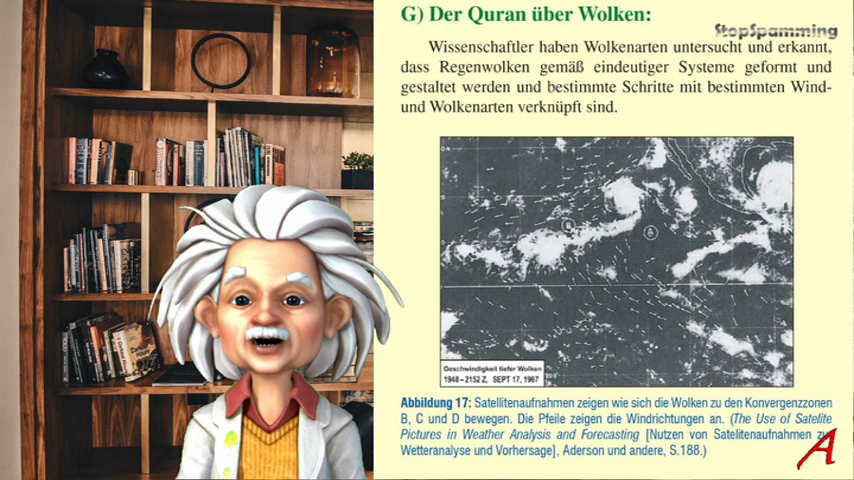 G) Der Quran über Wolken:
StopSpamming
Wissenschaftler haben Wolkenarten untersucht und erkannt,
dass Regenwolken gemäß eindeutiger Systeme geformt und
gestaltet werden und bestimmte Schritte mit bestimmten Wind-
und Wolkenarten verknüpft sind.
B
A
Geschwindigkeit tiefer Wolken
1948 – 2152 Z, SEPT 17, 1967
Abbildung 17: Satellitenaufnahmen zeigen wie sich die Wolken zu den Konvergenzzonen
B, C und D bewegen. Die Pfeile zeigen die Windrichtungen an. (The Use of Satelite
Pictures in Weather Analysis and Forecasting [Nutzen von Satelitenaufnahmen zur
Wetteranalyse und Vorhersage], Aderson und andere, S.188.)
A